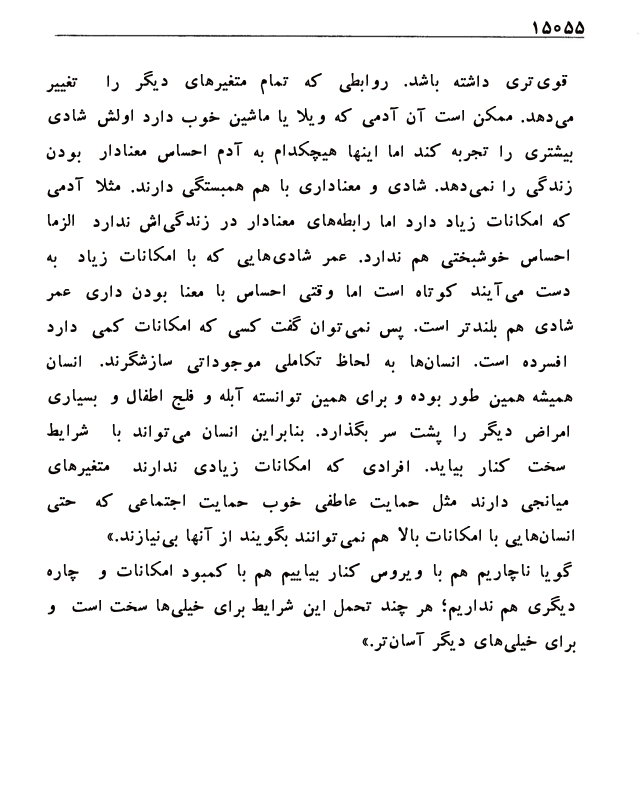 ۱۵۰۵۵
قوی‌تری داشته باشد. روابطی که تمام متغیرهای دیگر را تغییر
می‌دهد. ممکن است آن آدمی که ویلا یا ماشین خوب دارد اولش شادی
بیشتری را تجربه کند اما اینها هیچکدام به آدم احساس معنادار بودن
زندگی را نمی‌دهد. شادی و معناداری با هم همبستگی دارند. مثلا آدمی
که امکانات زیاد دارد اما رابطه‌های معنادار در زندگی‌اش ندارد الزما
احساس خوشبختی هم ندارد. عمر شادی‌هایی که با امکانات زیاد به
دست می‌آیند کوتاه است اما وقتی احساس با معنا بودن داری عمر
شادی هم بلندتر است. پس نمی‌توان گفت کسی که امکانات کمی دارد
افسرده است. انسان‌ها به لحاظ تکاملی موجوداتی سازشگرند. انسان
همیشه همین طور بوده و برای همین توانسته آبله و فلج اطفال و بسیاری
امراض دیگر را پشت سر بگذارد. بنابراین انسان می‌تواند با شرایط
سخت کنار بیاید. افرادی که امکانات زیادی ندارند متغیرهای
میانجی دارند مثل حمایت عاطفی خوب حمایت اجتماعی که حتی
انسان‌هایی با امکانات بالا هم نمی‌توانند بگویند از آنها بی‌نیازند.»
گویا ناچاریم هم با ویروس کنار بیاییم هم با کمبود امکانات و چاره
دیگری هم نداریم؛ هر چند تحمل این شرایط برای خیلی‌ها سخت است و
برای خیلی‌های دیگر آسان‌تر.»